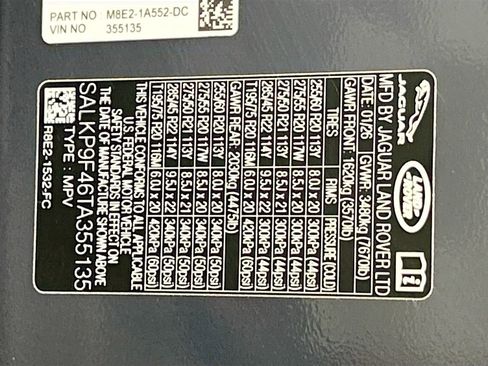 PART NO M8E2-1A552-DC
VIN NO 355135
JAGUAR
LAND ROVER
MFD BY JAGUAR LAND ROVER LTD
DATE: 01/26 GVWR: 3480kg (7670lb)
GAWR FRONT: 1620kg (3570lb)
TIRES RIMS PRESSURE (COLD)
255/60 R20 113Y 8.5J x 20 300kPa (44psi)
275/55 R20 117W 8.5J x 20 300kPa (44psi)
275/50 R21 113Y 8.5J x 21 300kPa (44psi)
285/45 R22 114Y 9.5J x 22 300kPa (44psi)
T195/75 R20 116M 6.0J x 20 420kPa (60psi)
GAWR REAR: 2030kg (4475lb)
255/60 R20 113Y 8.5J x 20 340kPa (50psi)
275/55 R20 117W 8.5J x 20 340kPa (50psi)
275/50 R21 113Y 8.5J x 21 340kPa (50psi)
285/45 R22 114Y 9.5J x 22 340kPa (50psi)
T195/75 R20 116M 6.0J x 20 420kPa (60psi)
THIS VEHICLE CONFORMS TO ALL APPLICABLE
U.S. FEDERAL MOTOR VEHICLE
SAFETY STANDARDS IN EFFECT ON
THE DATE OF MANUFACTURE SHOWN ABOVE
SALKP9F46TA355135
TYPE: MPV
R8E2-1532-FC